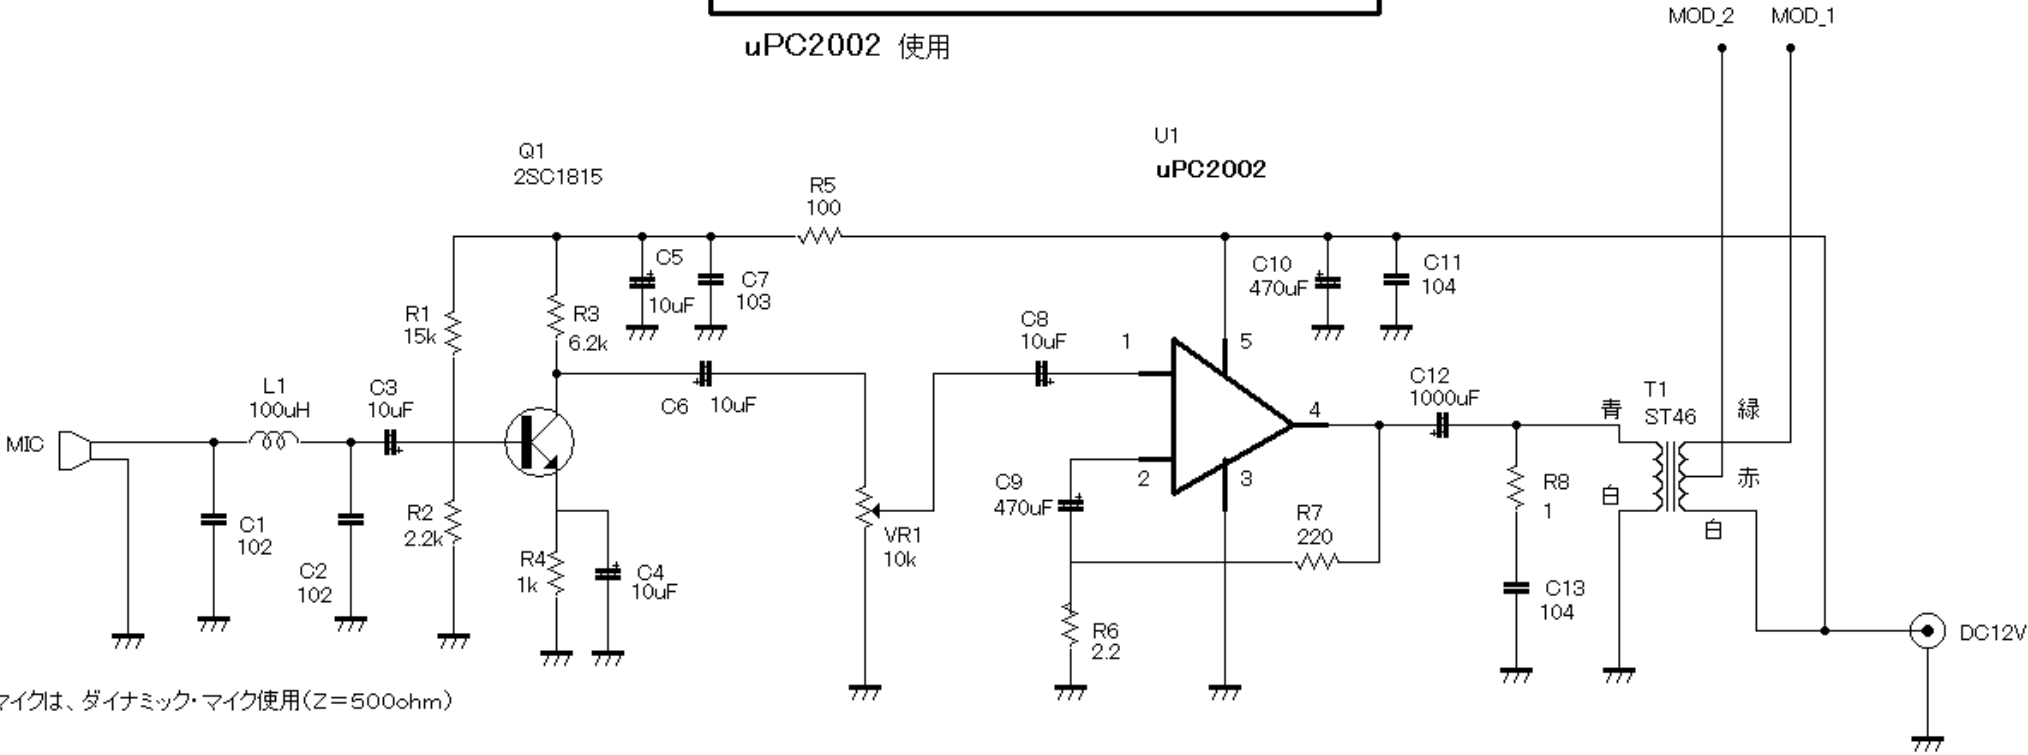 MOD_2
MOD_1
uPC2002 使用
U1
uPC2002
Q1
2SC1815
R5
100
C5
10uF
C7
103
C10
470uF
C11
104
R1
15k
R3
6.2k
C8
10uF
1
5
L1
100uH
C3
10uF
C6
10uF
4
C12
1000uF
T1
ST46
青
緑
MIC
2
3
C9
470uF
R8
1
白
赤
白
R2
2.2k
C1
102
VR1
10k
R7
220
R4
1k
C4
10uF
C2
102
C13
104
R6
2.2
DC12V
マイクは、ダイナミック・マイク使用(Z=500ohm)